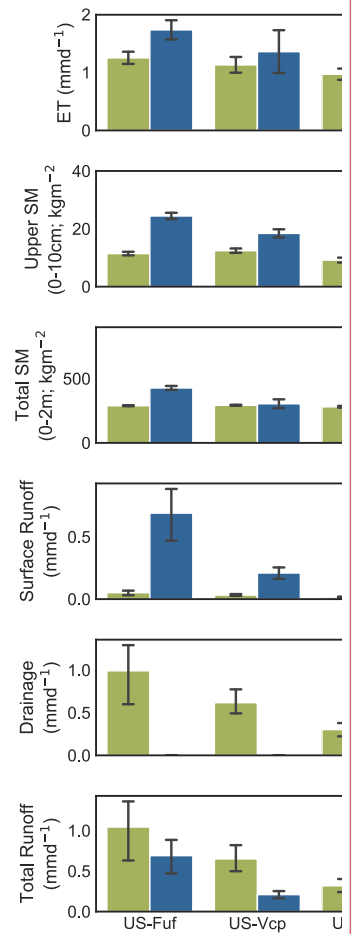 2
ET (mmd⁻¹)
1
0
40
Upper SM
(0-10cm; kgm⁻²)
20
0
Total SM
(0-2m; kgm⁻²)
500
0
Surface Runoff
(mmd⁻¹)
0.5
0.0
Drainage
(mmd⁻¹)
1.0
0.5
0.0
Total Runoff
(mmd⁻¹)
1.0
0.5
0.0
US-Fuf US-Vcp U